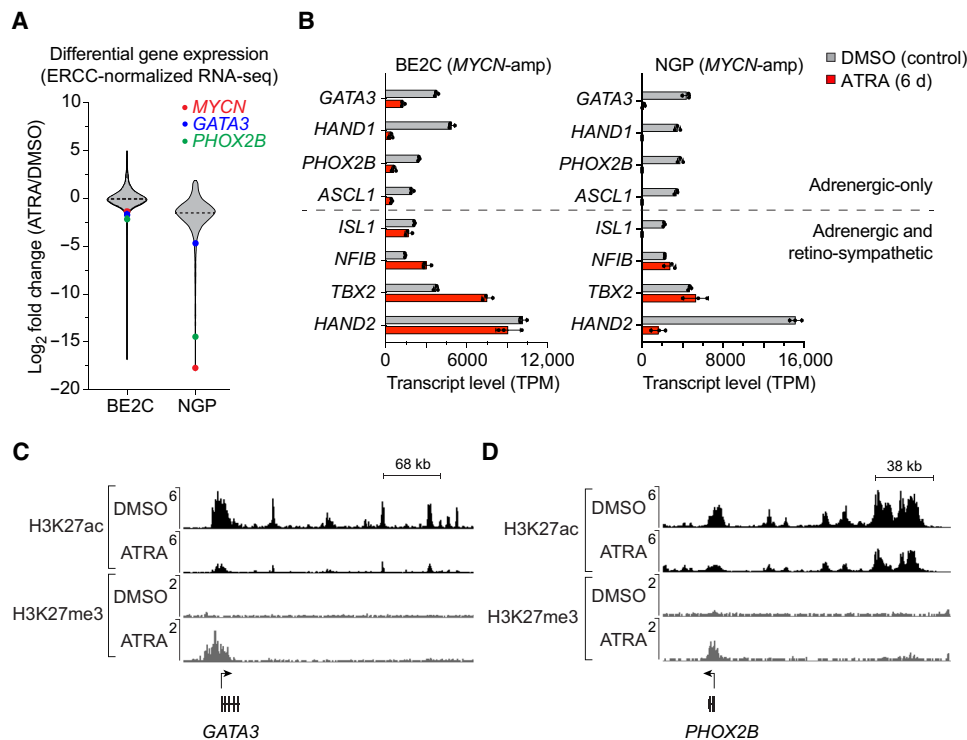 A
Differential gene expression
(ERCC-normalized RNA-seq)
Log2 fold change (ATRA/DMSO)
10
5
0
−5
−10
−15
−20
MYCN
GATA3
PHOX2B
BE2C
NGP
B
BE2C (MYCN-amp)
GATA3
HAND1
PHOX2B
ASCL1
ISL1
NFIB
TBX2
HAND2
0
6000
12,000
Transcript level (TPM)
NGP (MYCN-amp)
GATA3
HAND1
PHOX2B
ASCL1
ISL1
NFIB
TBX2
HAND2
0
8000
16,000
Transcript level (TPM)
DMSO (control)
ATRA (6 d)
Adrenergic-only
Adrenergic and
retino-sympathetic
C
68 kb
H3K27ac
DMSO 6
ATRA 6
H3K27me3
DMSO 2
ATRA 2
GATA3
D
38 kb
H3K27ac
DMSO 6
ATRA 6
H3K27me3
DMSO 2
ATRA 2
PHOX2B